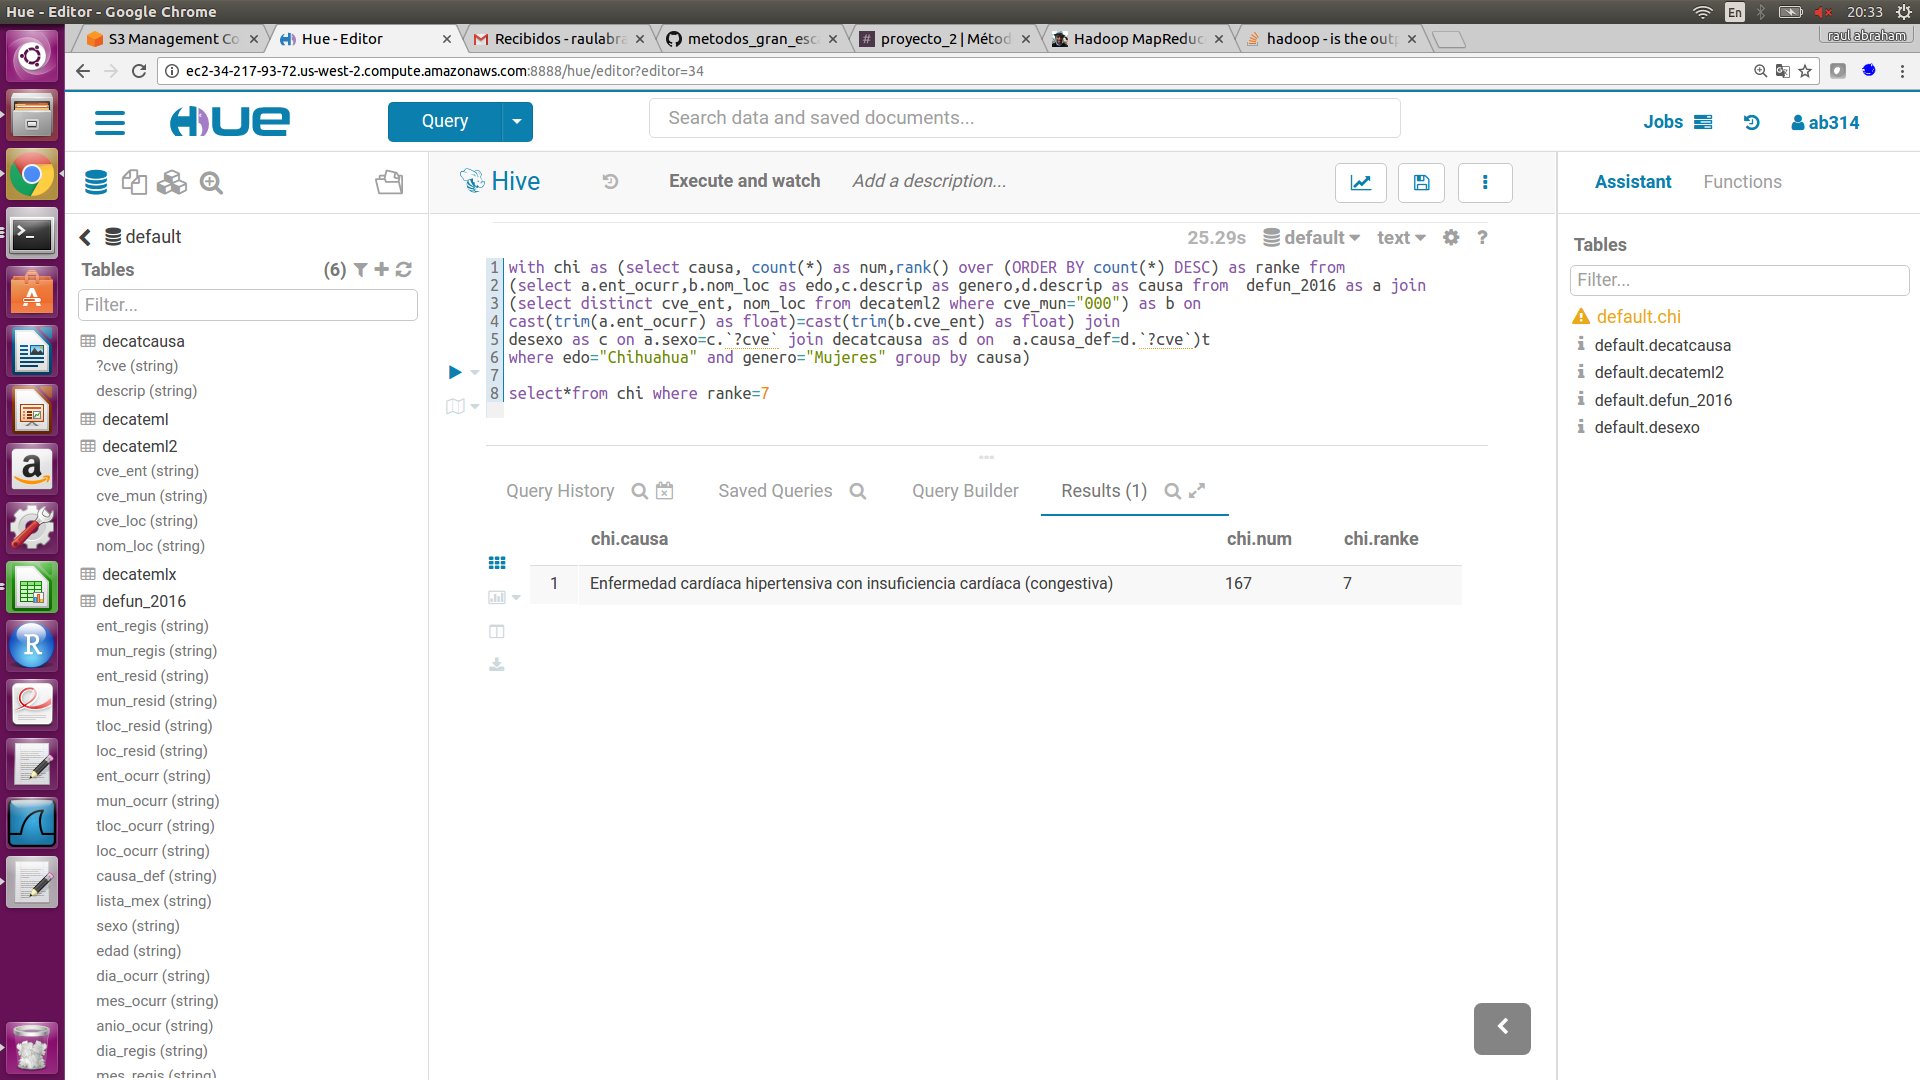 Hue - Editor - Google Chrome
En
20:33
S3 Management Co
Hue - Editor
Recibidos - raulabra
metodos_gran_esc
proyecto_2 | Métod
Hadoop MapReduc
hadoop - is the out
raul abraham
ec2-34-217-93-72.us-west-2.compute.amazonaws.com:8888/hue/editor?editor=34
HUE
Query
Search data and saved documents...
Jobs
ab314
Hive
Execute and watch
Add a description...
Assistant
Functions
default
Tables
(6)
Filter...
decatcausa
?cve (string)
descrip (string)
decateml
decateml2
cve_ent (string)
cve_mun (string)
cve_loc (string)
nom_loc (string)
decatemlx
defun_2016
ent_regis (string)
mun_regis (string)
ent_resid (string)
mun_resid (string)
tloc_resid (string)
loc_resid (string)
ent_ocurr (string)
mun_ocurr (string)
tloc_ocurr (string)
loc_ocurr (string)
causa_def (string)
lista_mex (string)
sexo (string)
edad (string)
dia_ocurr (string)
mes_ocurr (string)
anio_ocur (string)
dia_regis (string)
mes_regis (string)
25.29s
default
text
?
1 with chi as (select causa, count(*) as num,rank() over (ORDER BY count(*) DESC) as ranke from
2 (select a.ent_ocurr,b.nom_loc as edo,c.descrip as genero,d.descrip as causa from  defun_2016 as a join
3 (select distinct cve_ent, nom_loc from decateml2 where cve_mun="000") as b on
4 cast(trim(a.ent_ocurr) as float)=cast(trim(b.cve_ent) as float) join
5 desexo as c on a.sexo=c.`?cve` join decatcausa as d on  a.causa_def=d.`?cve`)t
6 where edo="Chihuahua" and genero="Mujeres" group by causa)
7
8 select*from chi where ranke=7
Query History
Saved Queries
Query Builder
Results (1)
chi.causa
chi.num
chi.ranke
1
Enfermedad cardíaca hipertensiva con insuficiencia cardíaca (congestiva)
167
7
Tables
Filter...
default.chi
default.decatcausa
default.decateml2
default.defun_2016
default.desexo